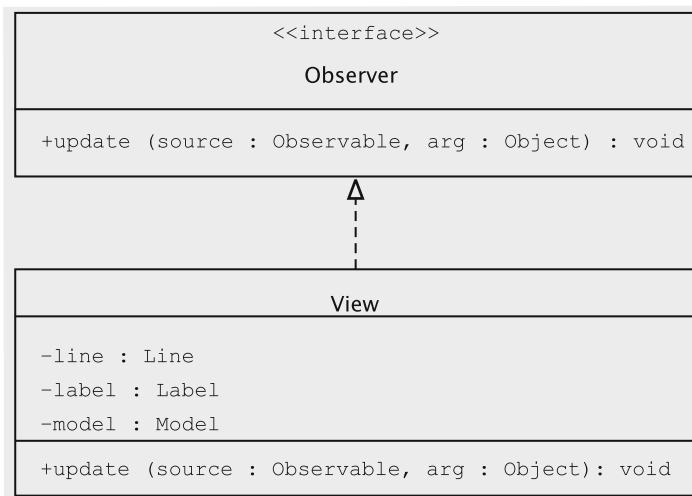 <<interface>>
Observer
+update (source : Observable, arg : Object) : void
View
-line : Line
-label : Label
-model : Model
+update (source : Observable, arg : Object): void